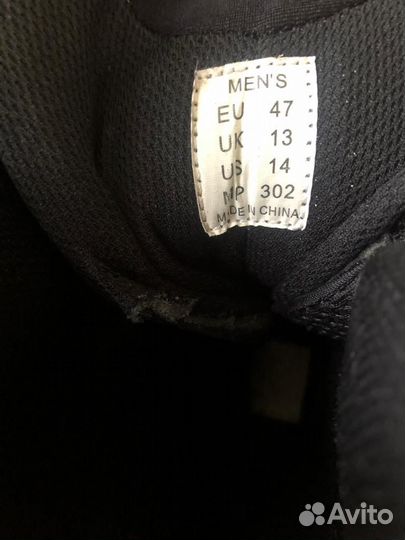 MEN'S
EU 47
UK 13
US 14
MP 302
MADE IN CHINA
Avito